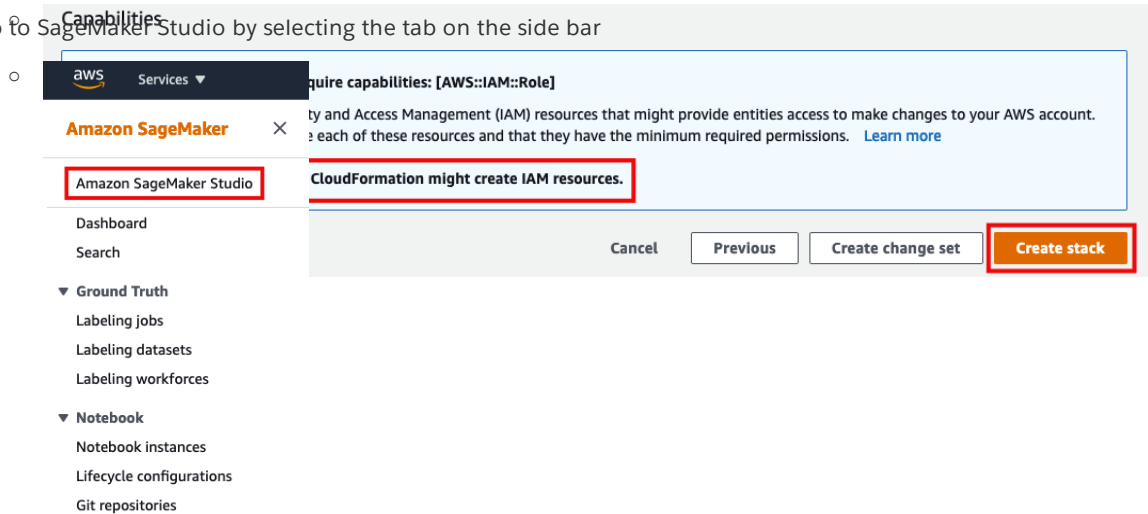 Capabilities
to SageMaker Studio by selecting the tab on the side bar
aws
Services ▼
quire capabilities: [AWS::IAM::Role]
Amazon SageMaker
ty and Access Management (IAM) resources that might provide entities access to make changes to your AWS account.
each of these resources and that they have the minimum required permissions. Learn more
Amazon SageMaker Studio
CloudFormation might create IAM resources.
Dashboard
Search
Cancel
Previous
Create change set
Create stack
Ground Truth
Labeling jobs
Labeling datasets
Labeling workforces
Notebook
Notebook instances
Lifecycle configurations
Git repositories